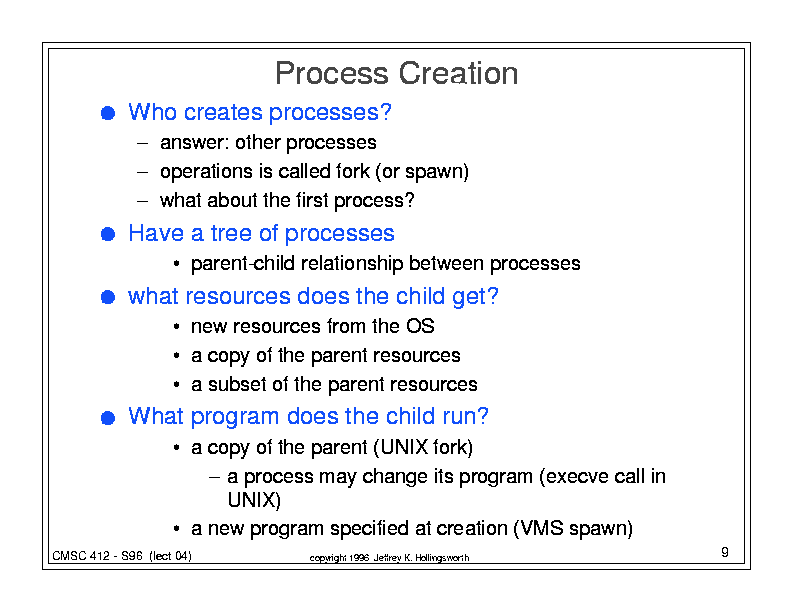 Process Creation
● Who creates processes?
– answer: other processes
– operations is called fork (or spawn)
– what about the first process?
● Have a tree of processes
• parent-child relationship between processes
● what resources does the child get?
• new resources from the OS
• a copy of the parent resources
• a subset of the parent resources
● What program does the child run?
• a copy of the parent (UNIX fork)
– a process may change its program (execve call in
UNIX)
• a new program specified at creation (VMS spawn)
CMSC 412 - S96 (lect 04)
copyright 1996 Jeffrey K. Hollingsworth
9